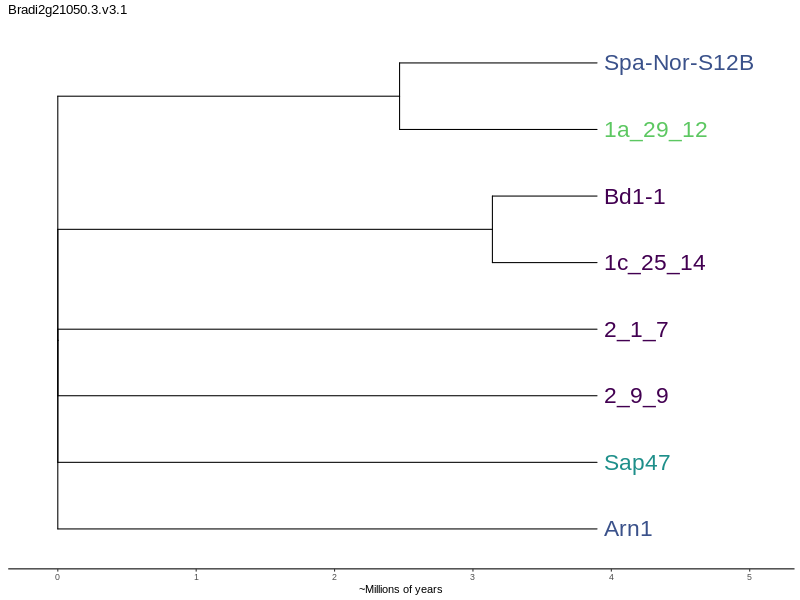 Bradi2g21050.3.v3.1
Spa-Nor-S12B
1a_29_12
Bd1-1
1c_25_14
2_1_7
2_9_9
Sap47
Arn1
0 1 2 3 4 5
~Millions of years